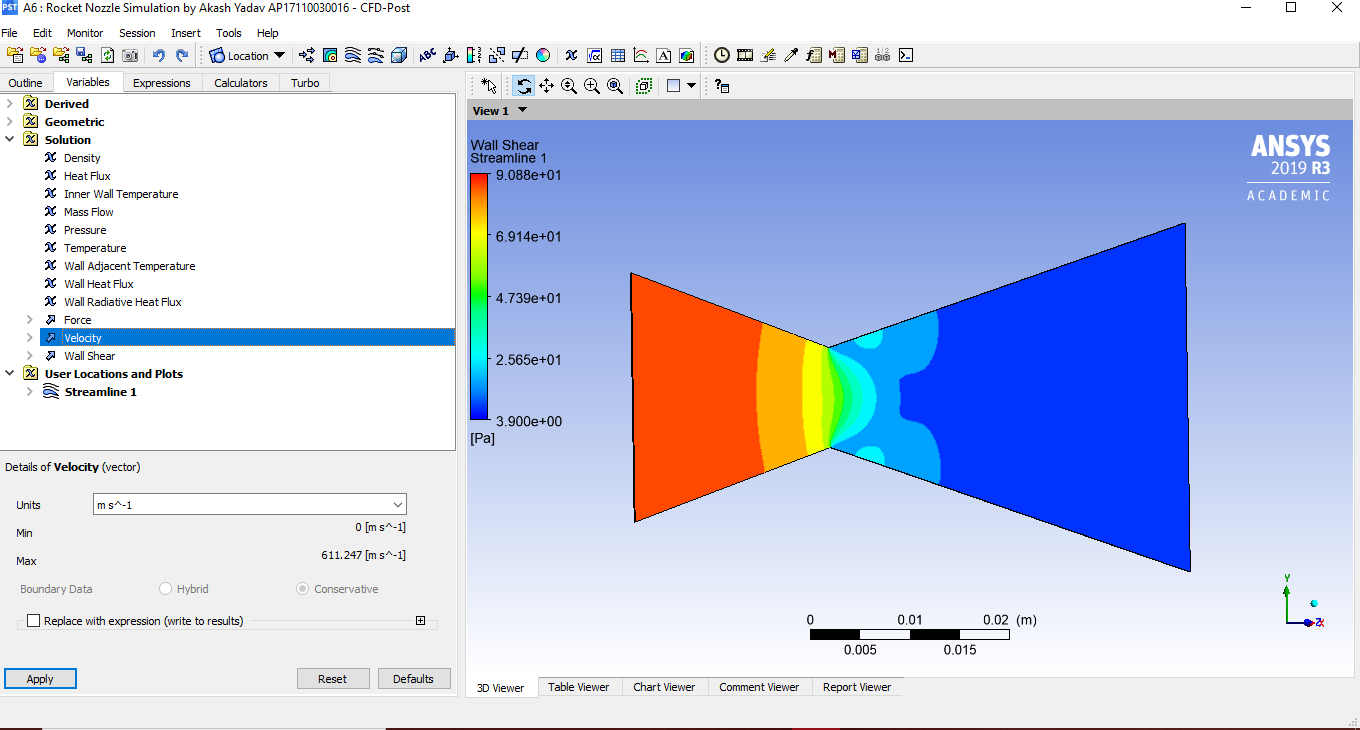 PST A6 : Rocket Nozzle Simulation by Akash Yadav AP17110030016 - CFD-Post
File Edit Monitor Session Insert Tools Help
Location
Outline Variables Expressions Calculators Turbo
Derived
Geometric
Solution
Density
Heat Flux
Inner Wall Temperature
Mass Flow
Pressure
Temperature
Wall Adjacent Temperature
Wall Heat Flux
Wall Radiative Heat Flux
Force
Velocity
Wall Shear
User Locations and Plots
Streamline 1
Details of Velocity (vector)
Units m s^-1
Min 0 [m s^-1]
Max 611.247 [m s^-1]
Boundary Data Hybrid Conservative
Replace with expression (write to results)
Apply Reset Defaults
View 1
Wall Shear
Streamline 1
9.088e+01
6.914e+01
4.739e+01
2.565e+01
3.900e+00
[Pa]
ANSYS
2019 R3
ACADEMIC
0 0.01 0.02 (m)
0.005 0.015
Y
Z X
3D Viewer Table Viewer Chart Viewer Comment Viewer Report Viewer